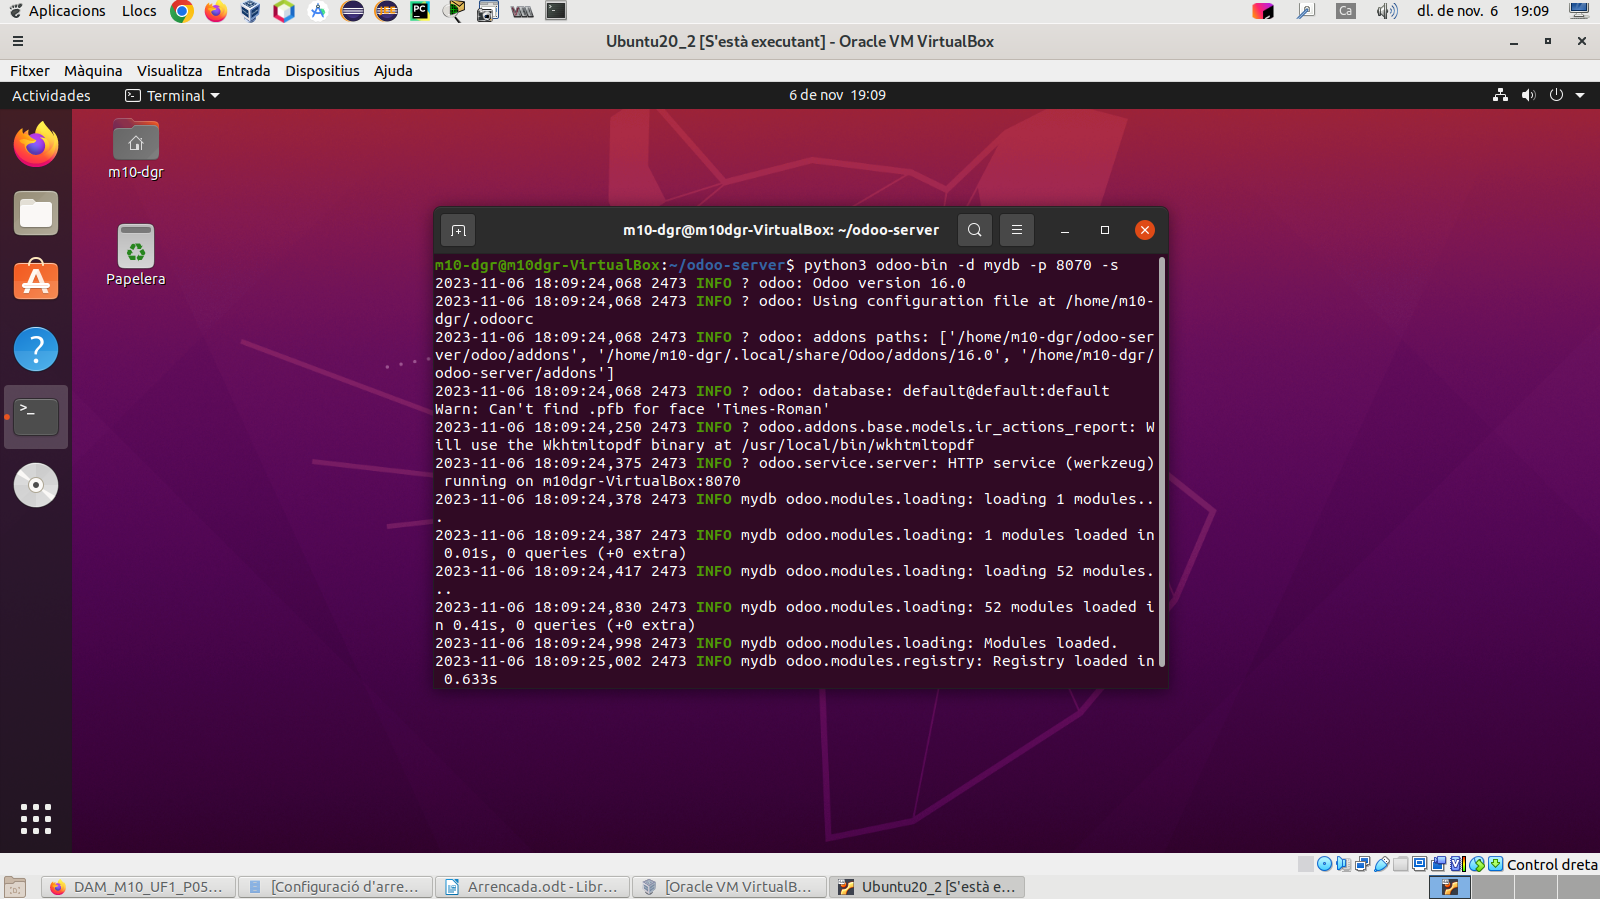 Aplicacions Llocs Ca dl. de nov. 6 19:09
Ubuntu20_2 [S'està executant] - Oracle VM VirtualBox
Fitxer Màquina Visualitza Entrada Dispositius Ajuda
Actividades Terminal 6 de nov 19:09
m10-dgr
Papelera
m10-dgr@m10dgr-VirtualBox: ~/odoo-server
m10-dgr@m10dgr-VirtualBox:~/odoo-server$ python3 odoo-bin -d mydb -p 8070 -s
2023-11-06 18:09:24,068 2473 INFO ? odoo: Odoo version 16.0
2023-11-06 18:09:24,068 2473 INFO ? odoo: Using configuration file at /home/m10-
dgr/.odoorc
2023-11-06 18:09:24,068 2473 INFO ? odoo: addons paths: ['/home/m10-dgr/odoo-ser
ver/odoo/addons', '/home/m10-dgr/.local/share/Odoo/addons/16.0', '/home/m10-dgr/
odoo-server/addons']
2023-11-06 18:09:24,068 2473 INFO ? odoo: database: default@default:default
Warn: Can't find .pfb for face 'Times-Roman'
2023-11-06 18:09:24,250 2473 INFO ? odoo.addons.base.models.ir_actions_report: W
ill use the Wkhtmltopdf binary at /usr/local/bin/wkhtmltopdf
2023-11-06 18:09:24,375 2473 INFO ? odoo.service.server: HTTP service (werkzeug)
running on m10dgr-VirtualBox:8070
2023-11-06 18:09:24,378 2473 INFO mydb odoo.modules.loading: loading 1 modules..
.
2023-11-06 18:09:24,387 2473 INFO mydb odoo.modules.loading: 1 modules loaded in
0.01s, 0 queries (+0 extra)
2023-11-06 18:09:24,417 2473 INFO mydb odoo.modules.loading: loading 52 modules.
..
2023-11-06 18:09:24,830 2473 INFO mydb odoo.modules.loading: 52 modules loaded i
n 0.41s, 0 queries (+0 extra)
2023-11-06 18:09:24,998 2473 INFO mydb odoo.modules.loading: Modules loaded.
2023-11-06 18:09:25,002 2473 INFO mydb odoo.modules.registry: Registry loaded in
0.633s
Control dreta
DAM_M10_UF1_P05... [Configuració d'arre... Arrencada.odt - Libr... [Oracle VM VirtualB... Ubuntu20_2 [S'està e...